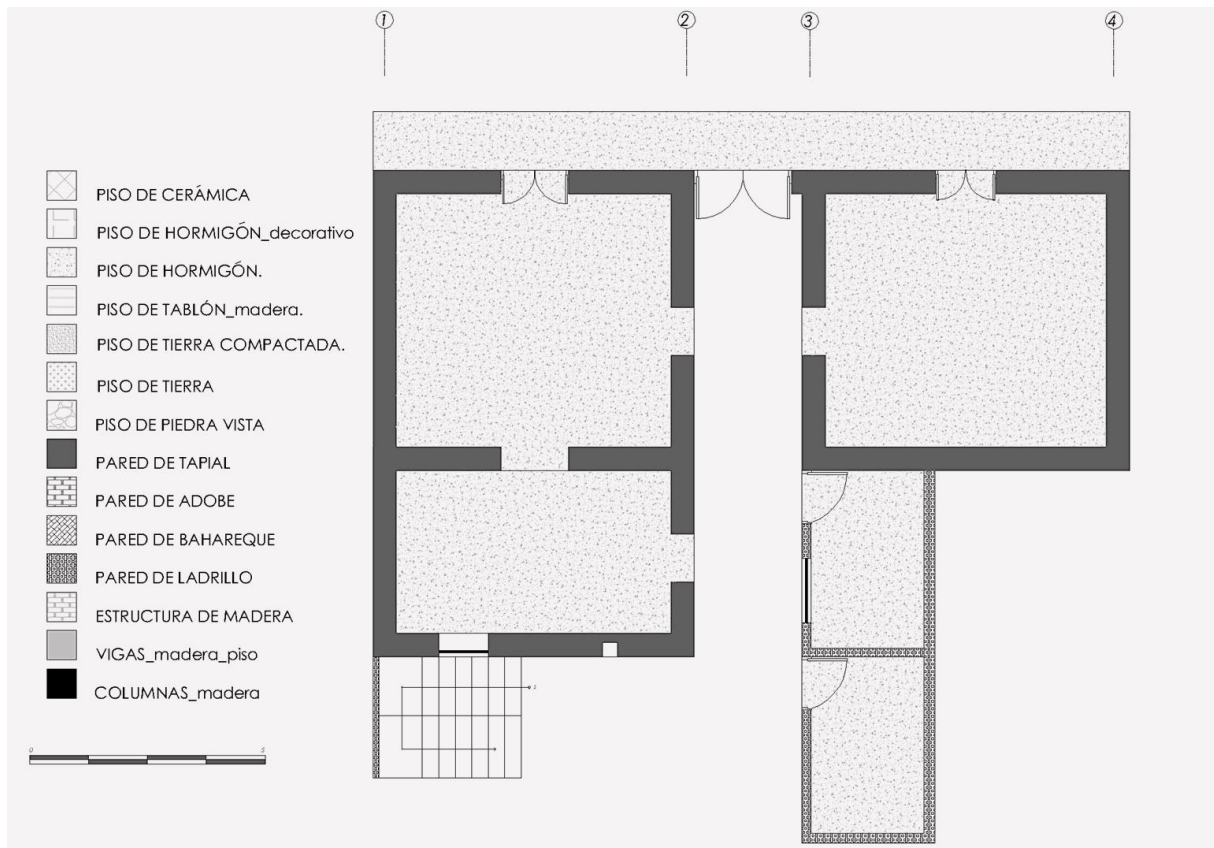 1 2 3 4
PISO DE CERÁMICA
PISO DE HORMIGÓN_decorativo
PISO DE HORMIGÓN.
PISO DE TABLÓN_madera.
PISO DE TIERRA COMPACTADA.
PISO DE TIERRA
PISO DE PIEDRA VISTA
PARED DE TAPIAL
PARED DE ADOBE
PARED DE BAHAREQUE
PARED DE LADRILLO
ESTRUCTURA DE MADERA
VIGAS_madera_piso
COLUMNAS_madera
0 5